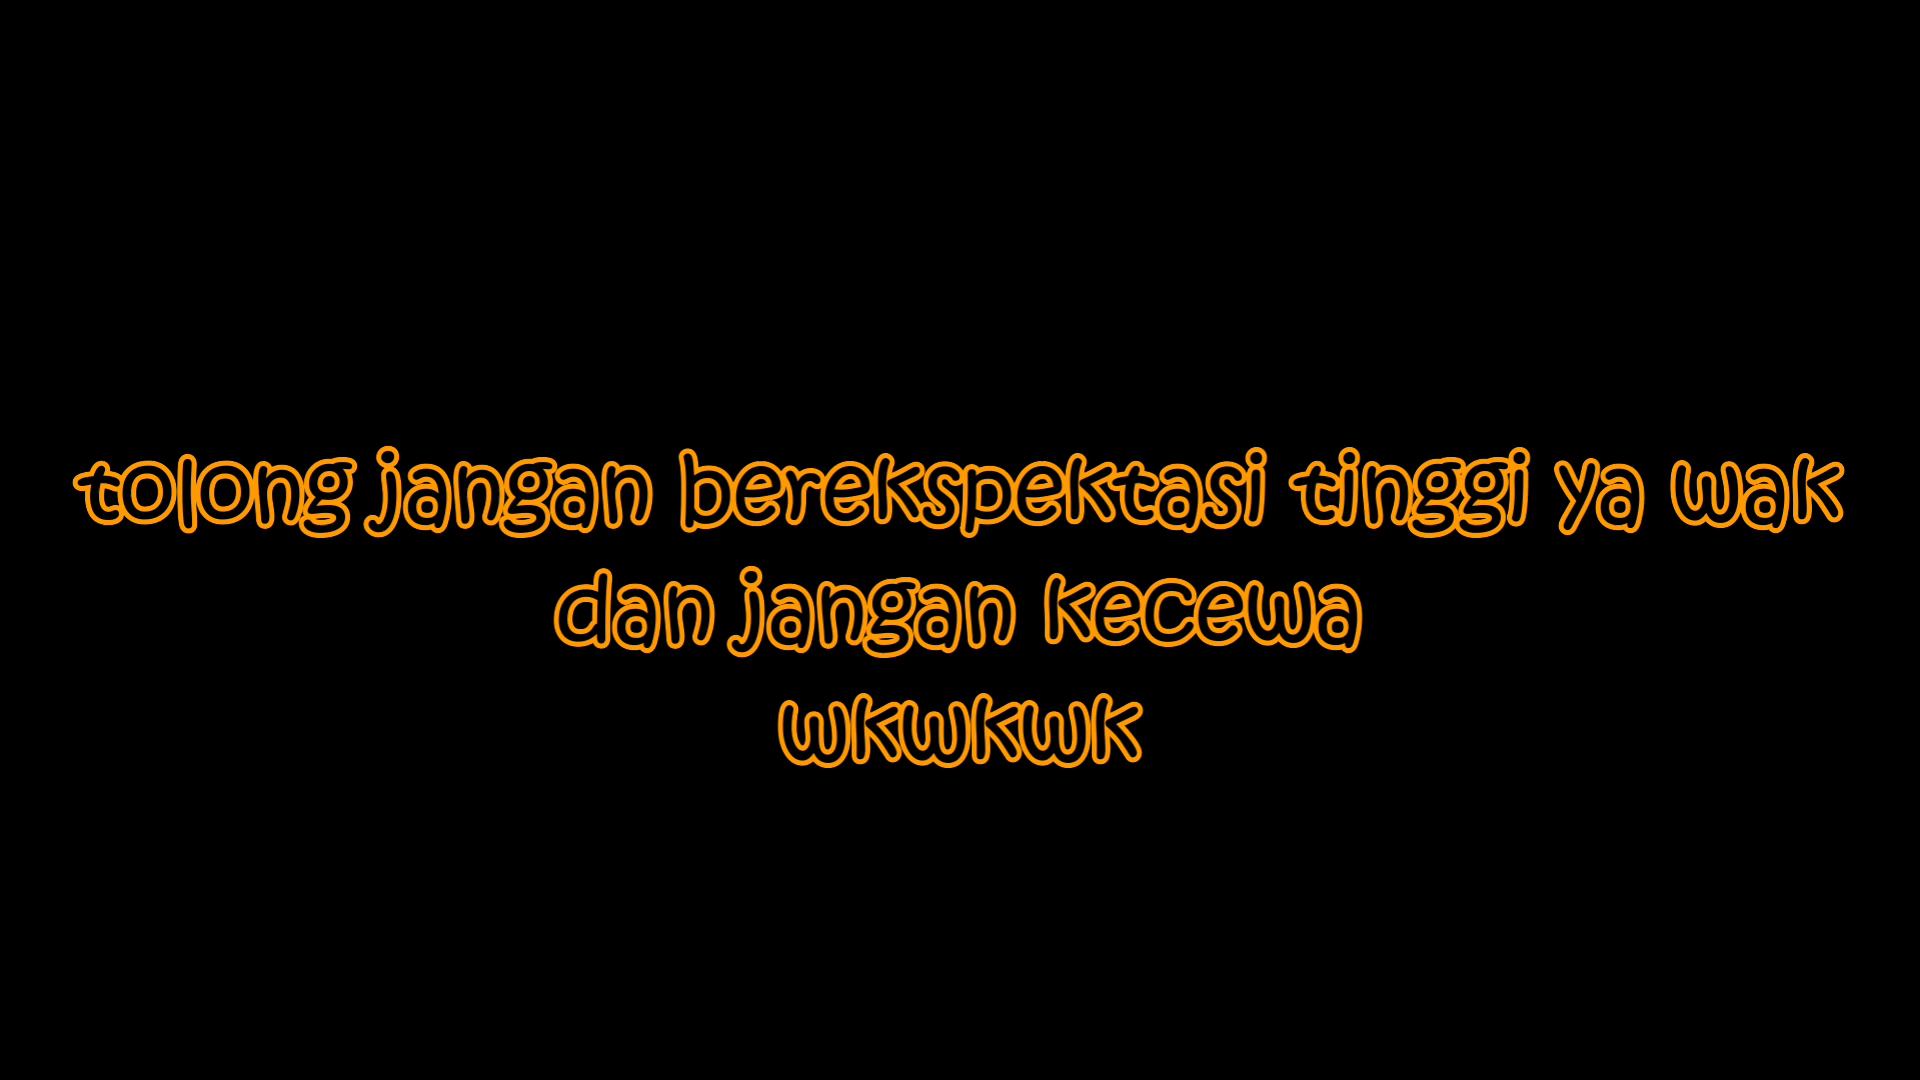 tolong jangan berekspektasi tinggi ya wak
dan jangan kecewa
wkwkwk